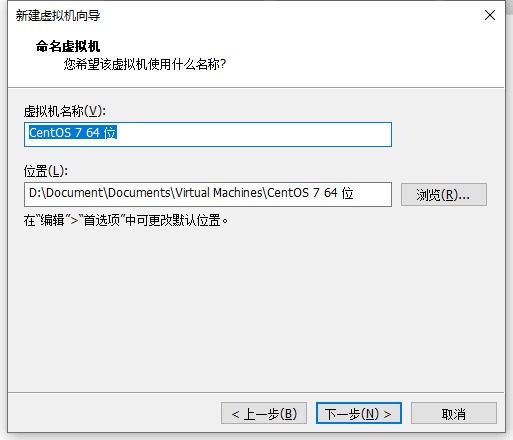 新建虚拟机向导
命名虚拟机
您希望该虚拟机使用什么名称?
虚拟机名称(V):
CentOS 7 64 位
位置(L):
D:\Document\Documents\Virtual Machines\CentOS 7 64 位
浏览(R)...
在"编辑">"首选项"中可更改默认位置。
< 上一步(B)
下一步(N) >
取消